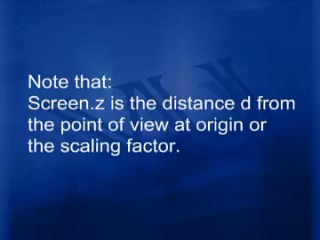 Note that:
Screen.z is the distance d from
the point of view at origin or
the scaling factor.